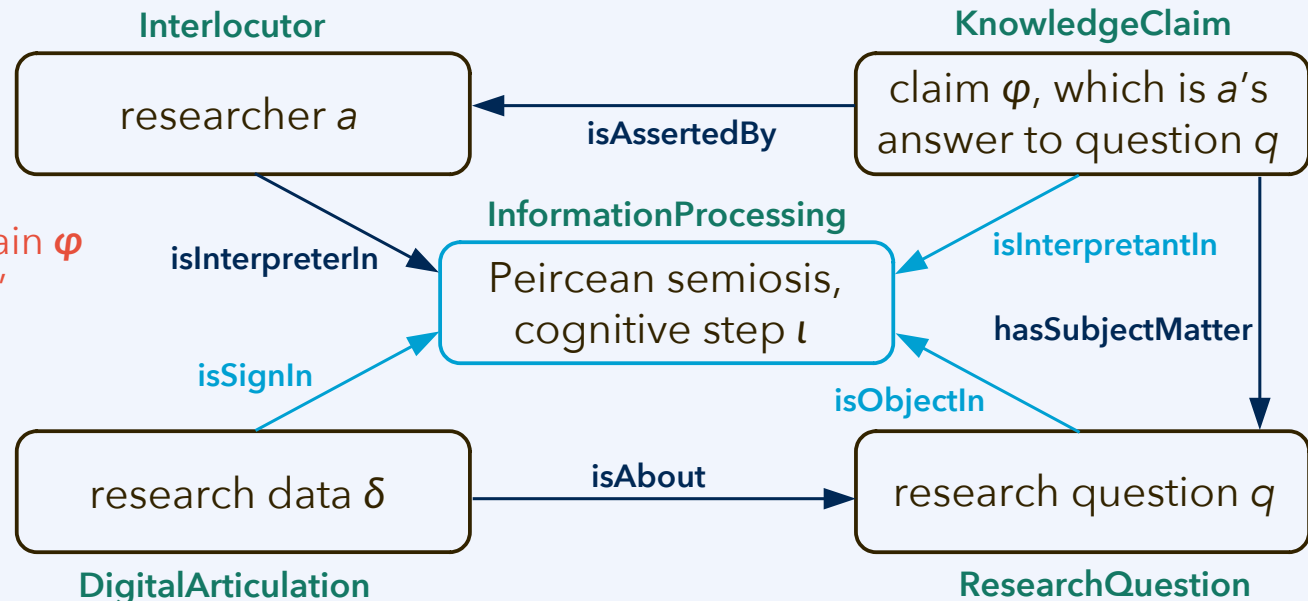 Interlocutor
KnowledgeClaim
researcher a
claim φ, which is a's
answer to question q
isAssertedBy
InformationProcessing
φ
isInterpreterIn
isInterpretantIn
Peircean semiosis,
cognitive step ι
hasSubjectMatter
isSignIn
isObjectIn
research data δ
isAbout
research question q
DigitalArticulation
ResearchQuestion